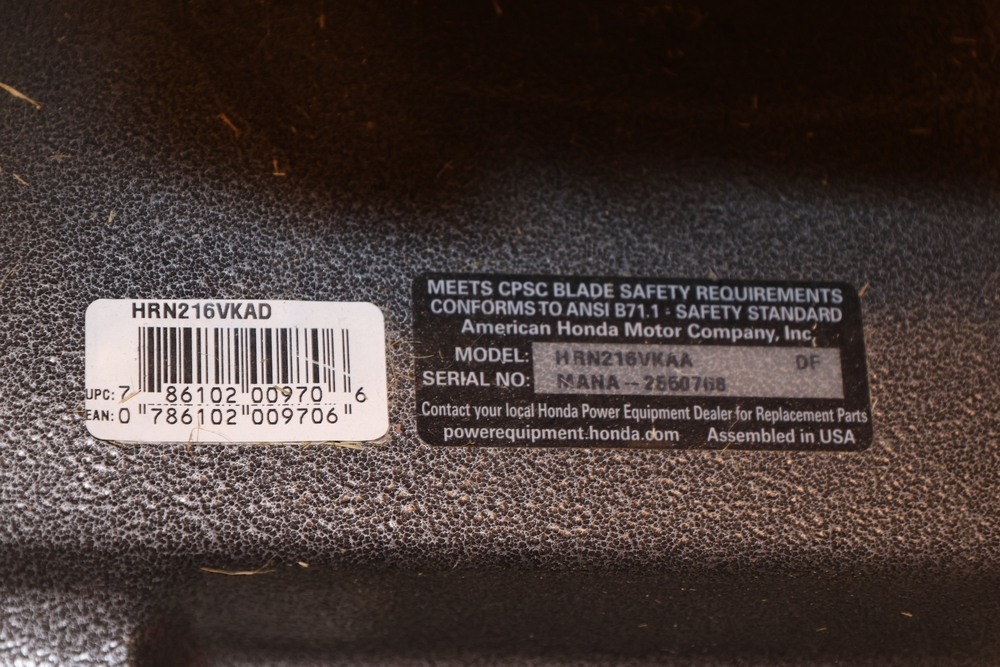 HRN216VKAD
UPC: 7 86102 00970 6
EAN: 0 "786102"009706"
MEETS CPSC BLADE SAFETY REQUIREMENTS
CONFORMS TO ANSI B71.1 - SAFETY STANDARD
American Honda Motor Company, Inc.
MODEL: HRN216VKAA DF
SERIAL NO: MANA - 2860768
Contact your local Honda Power Equipment Dealer for Replacement Parts
powerequipment.honda.com Assembled in USA